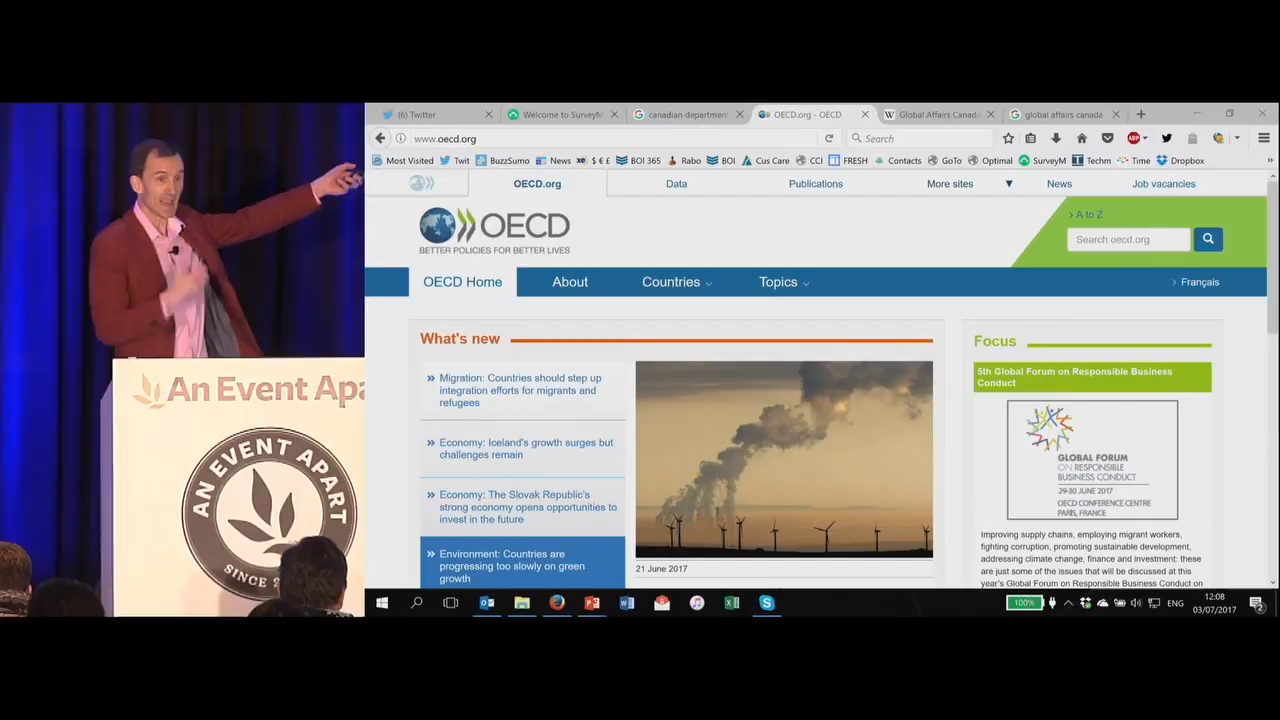 (6) Twitter
Welcome to SurveyM
canadian department
OECD.org - OECD
Global Affairs Canad
global affairs canada
www.oecd.org
Search
Most Visited
Twit
BuzzSumo
News
$ € £
BOI 365
Rabo
BOI
Cus Care
CCI
FRESH
Contacts
GoTo
Optimal
SurveyM
Techm
Time
Dropbox
OECD.org
Data
Publications
More sites
News
Job vacancies
OECD
BETTER POLICIES FOR BETTER LIVES
A to Z
Search oecd.org
OECD Home
About
Countries
Topics
Français
What's new
Migration: Countries should step up
integration efforts for migrants and
refugees
Economy: Iceland's growth surges but
challenges remain
Economy: The Slovak Republic's
strong economy opens opportunities to
invest in the future
Environment: Countries are
progressing too slowly on green
growth
21 June 2017
Focus
5th Global Forum on Responsible Business
Conduct
GLOBAL FORUM
ON RESPONSIBLE
BUSINESS CONDUCT
29-30 JUNE 2017
OECD CONFERENCE CENTRE
PARIS, FRANCE
Improving supply chains, employing migrant workers,
fighting corruption, promoting sustainable development,
addressing climate change, finance and investment: these
are just some of the issues that will be discussed at this
year's Global Forum on Responsible Business Conduct on
100%
ENG
12:08
03/07/2017
2
An Event Apa
AN EVENT APART
SINCE